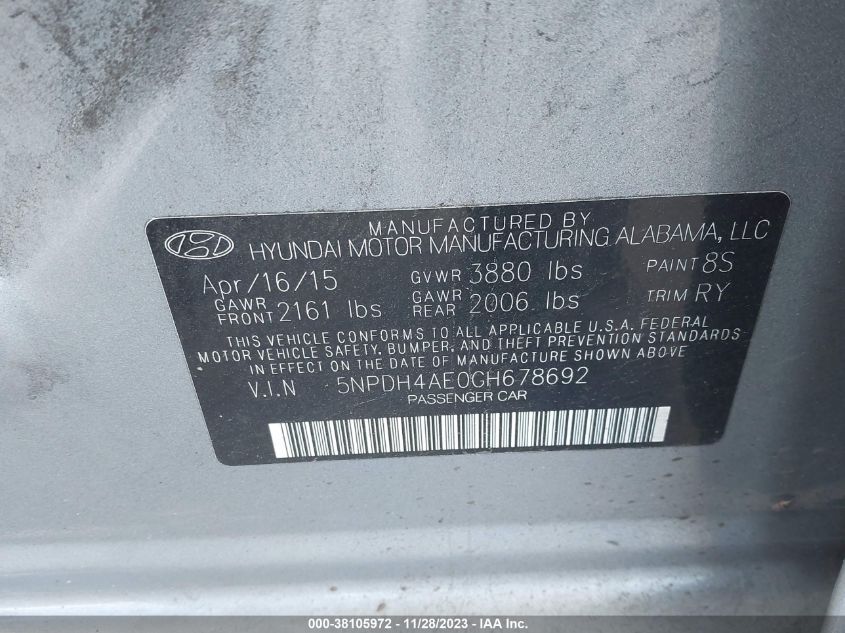 MANUFACTURED BY
HYUNDAI MOTOR MANUFACTURING ALABAMA, LLC
Apr/16/15 GVWR 3880 lbs PAINT 8S
GAWR FRONT 2161 lbs GAWR REAR 2006 lbs TRIM RY
THIS VEHICLE CONFORMS TO ALL APPLICABLE U.S.A. FEDERAL
MOTOR VEHICLE SAFETY, BUMPER, AND THEFT PREVENTION STANDARDS
IN EFFECT ON THE DATE OF MANUFACTURE SHOWN ABOVE
V.I.N 5NPDH4AE0GH678692
PASSENGER CAR
000-38105972 - 11/28/2023 - IAA Inc.